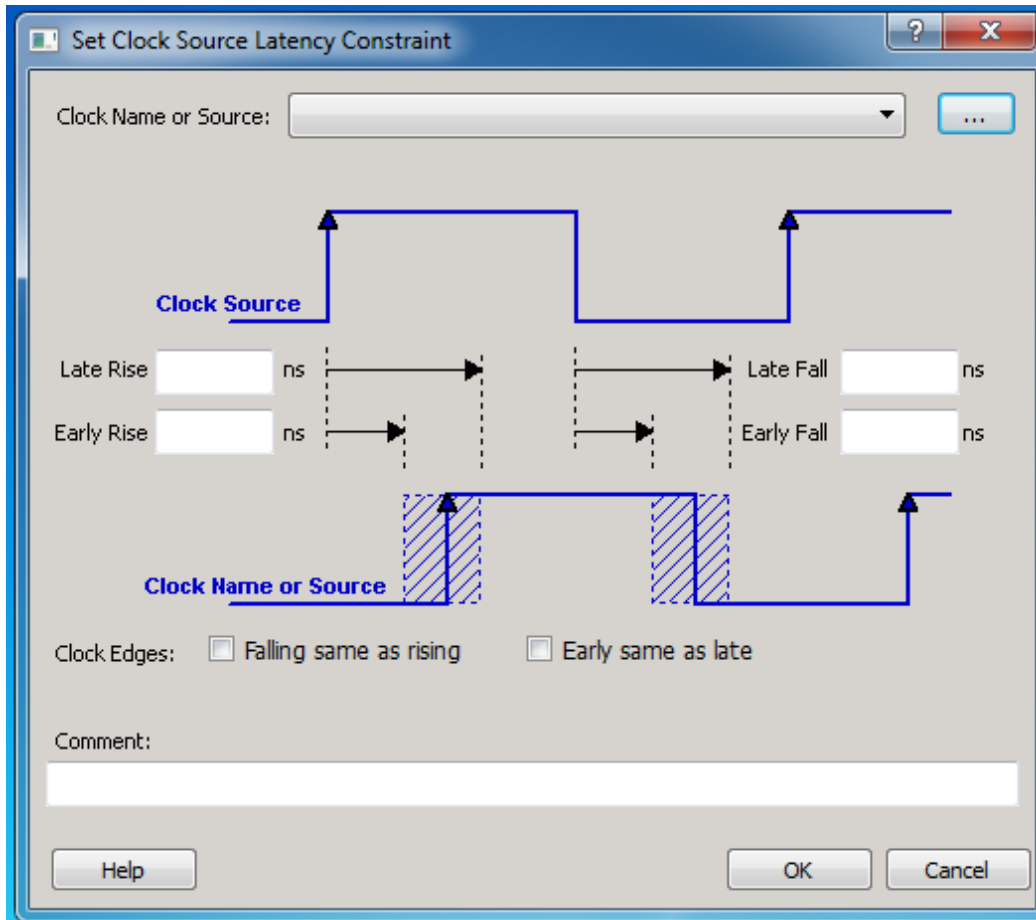 Set Clock Source Latency Constraint
?
Clock Name or Source:
...
Clock Source
Late Rise ns Late Fall ns
Early Rise ns Early Fall ns
Clock Name or Source
Clock Edges: Falling same as rising Early same as late
Comment:
Help OK Cancel